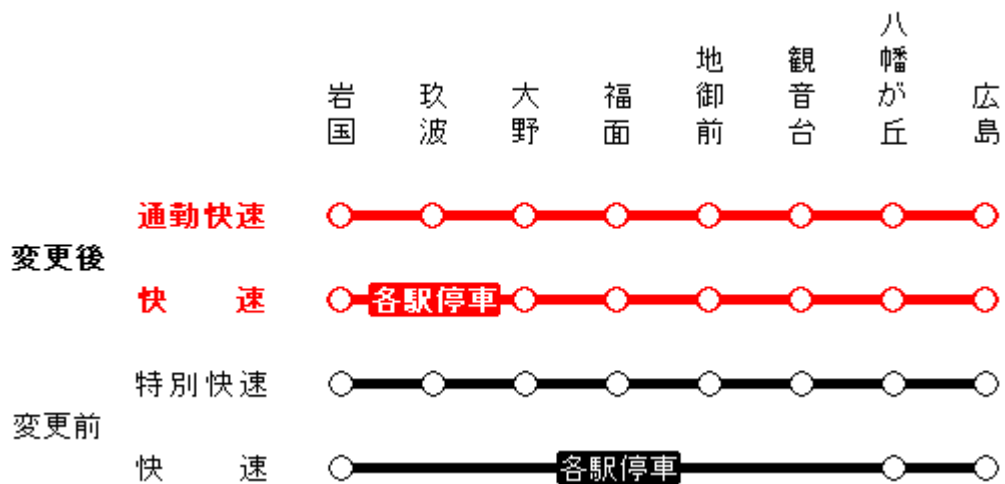 岩国
玖波
大野
福面
地御前
観音台
八幡が丘
広島
変更後
通勤快速
快速
各駅停車
変更前
特別快速
快速
各駅停車